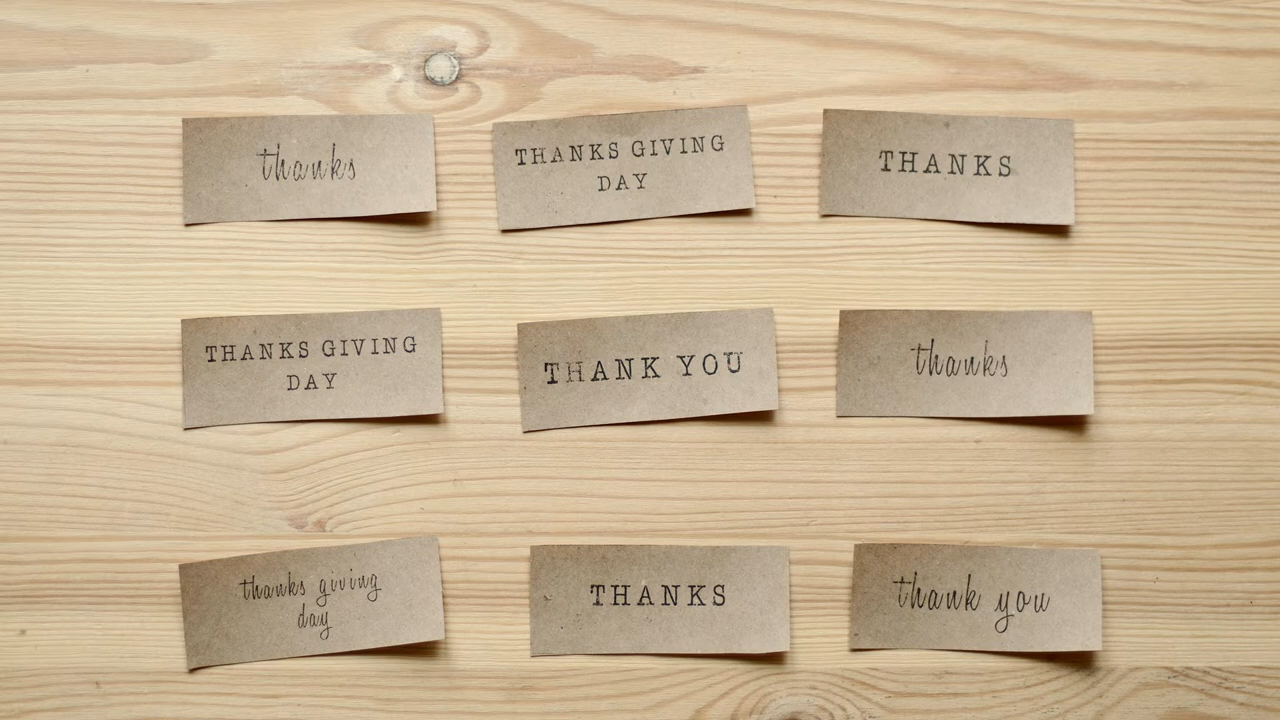 thanks
THANKS GIVING
DAY
THANKS
THANKS GIVING
DAY
THANK YOU
thanks
thanks giving
day
THANKS
thank you